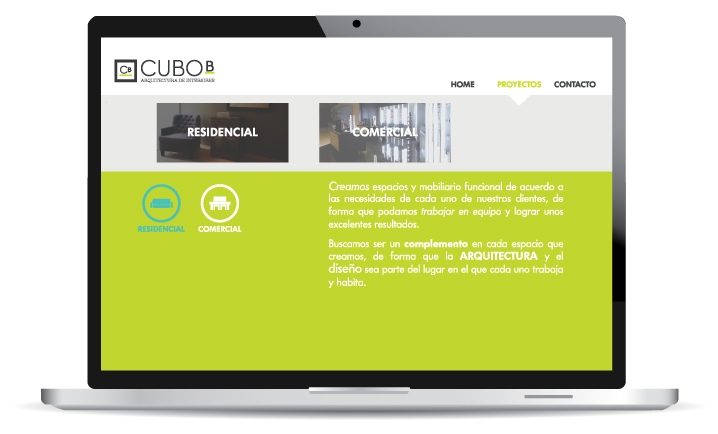 CB CUBO B
ARQUITECTURA DE INTERIORES
HOME PROYECTOS CONTACTO
RESIDENCIAL COMERCIAL
RESIDENCIAL COMERCIAL
Creamos espacios y mobiliario funcional de acuerdo a
las necesidades de cada uno de nuestros clientes, de
forma que podamos trabajar en equipo y lograr unos
excelentes resultados.
Buscamos ser un complemento en cada espacio que
creamos, de forma que la ARQUITECTURA y el
diseño sea parte del lugar en el que cada uno trabaja
y habita.